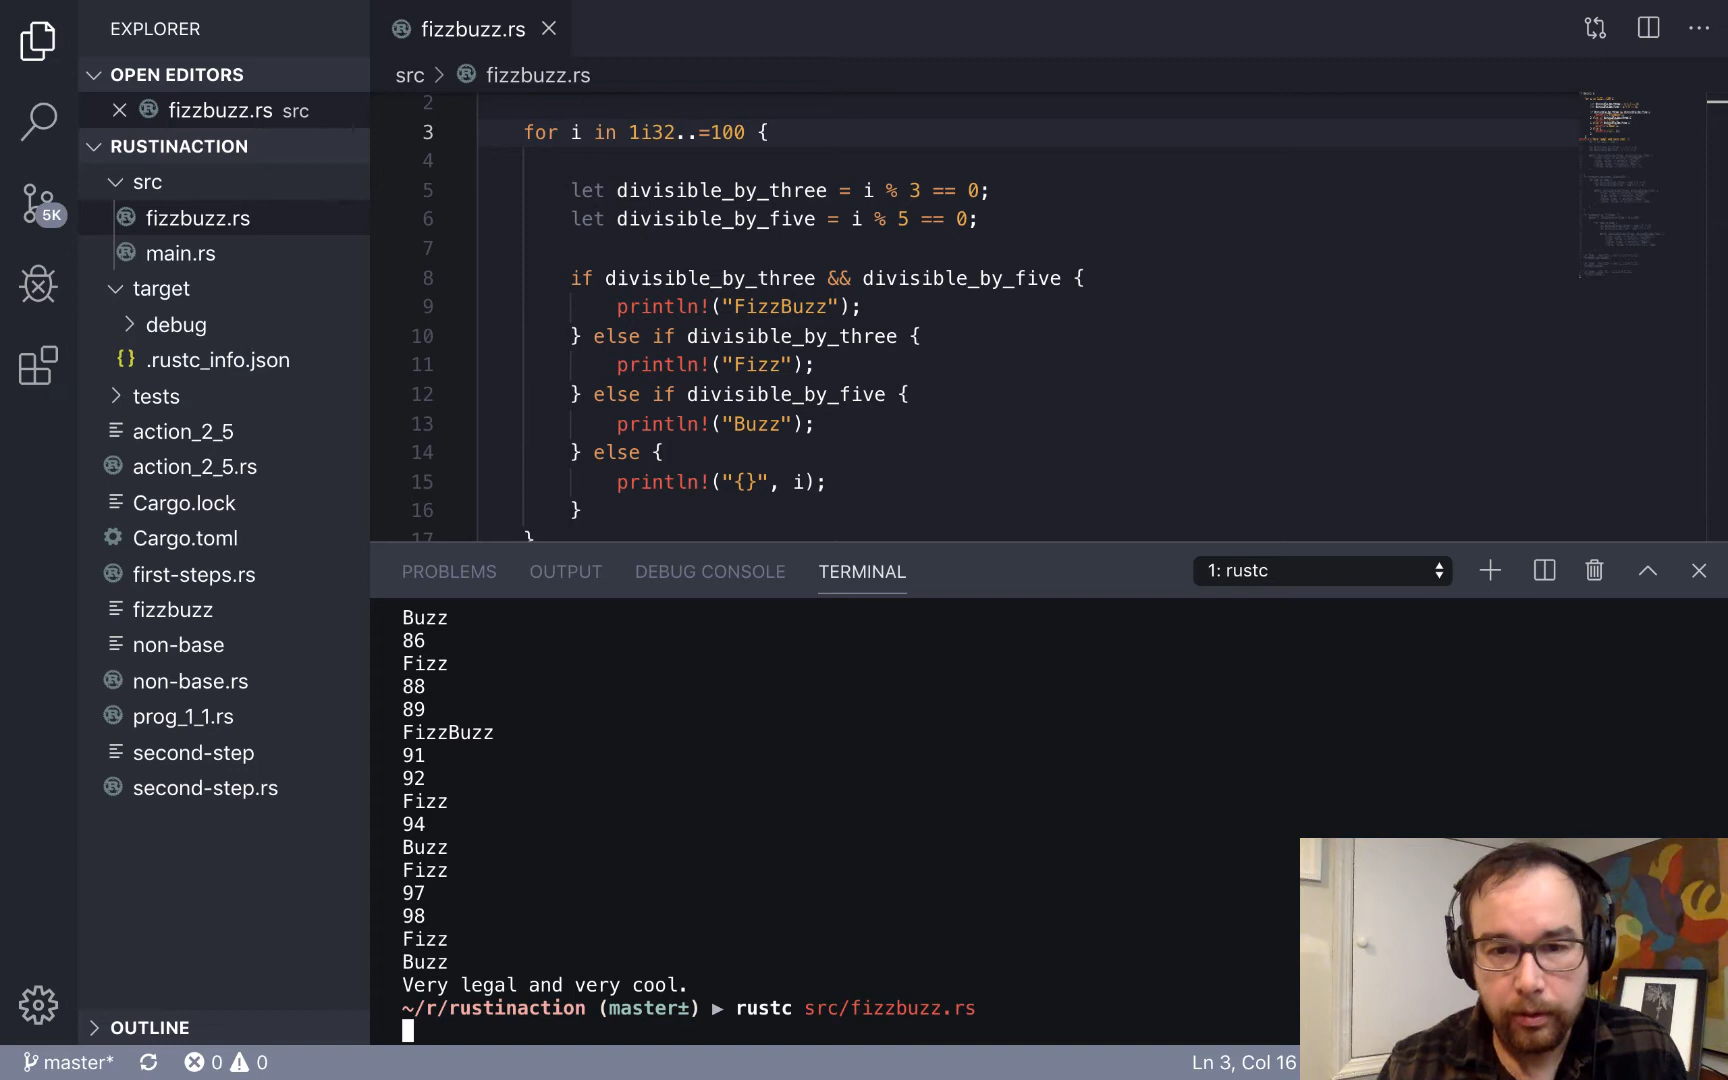 EXPLORER
OPEN EDITORS
fizzbuzz.rs src
RUSTINACTION
src
5K
fizzbuzz.rs
main.rs
target
debug
{} .rustc_info.json
tests
action_2_5
action_2_5.rs
Cargo.lock
Cargo.toml
first-steps.rs
fizzbuzz
non-base
non-base.rs
prog_1_1.rs
second-step
second-step.rs
OUTLINE
fizzbuzz.rs
src > fizzbuzz.rs
2
3 for i in 1i32..=100 {
4
5 let divisible_by_three = i % 3 == 0;
6 let divisible_by_five = i % 5 == 0;
7
8 if divisible_by_three && divisible_by_five {
9 println!("FizzBuzz");
10 } else if divisible_by_three {
11 println!("Fizz");
12 } else if divisible_by_five {
13 println!("Buzz");
14 } else {
15 println!("{}", i);
16 }
17 }
PROBLEMS OUTPUT DEBUG CONSOLE TERMINAL 1: rustc
Buzz
86
Fizz
88
89
FizzBuzz
91
92
Fizz
94
Buzz
Fizz
97
98
Fizz
Buzz
Very legal and very cool.
~/r/rustinaction (master±) ▶ rustc src/fizzbuzz.rs
master* 0 0 Ln 3, Col 16